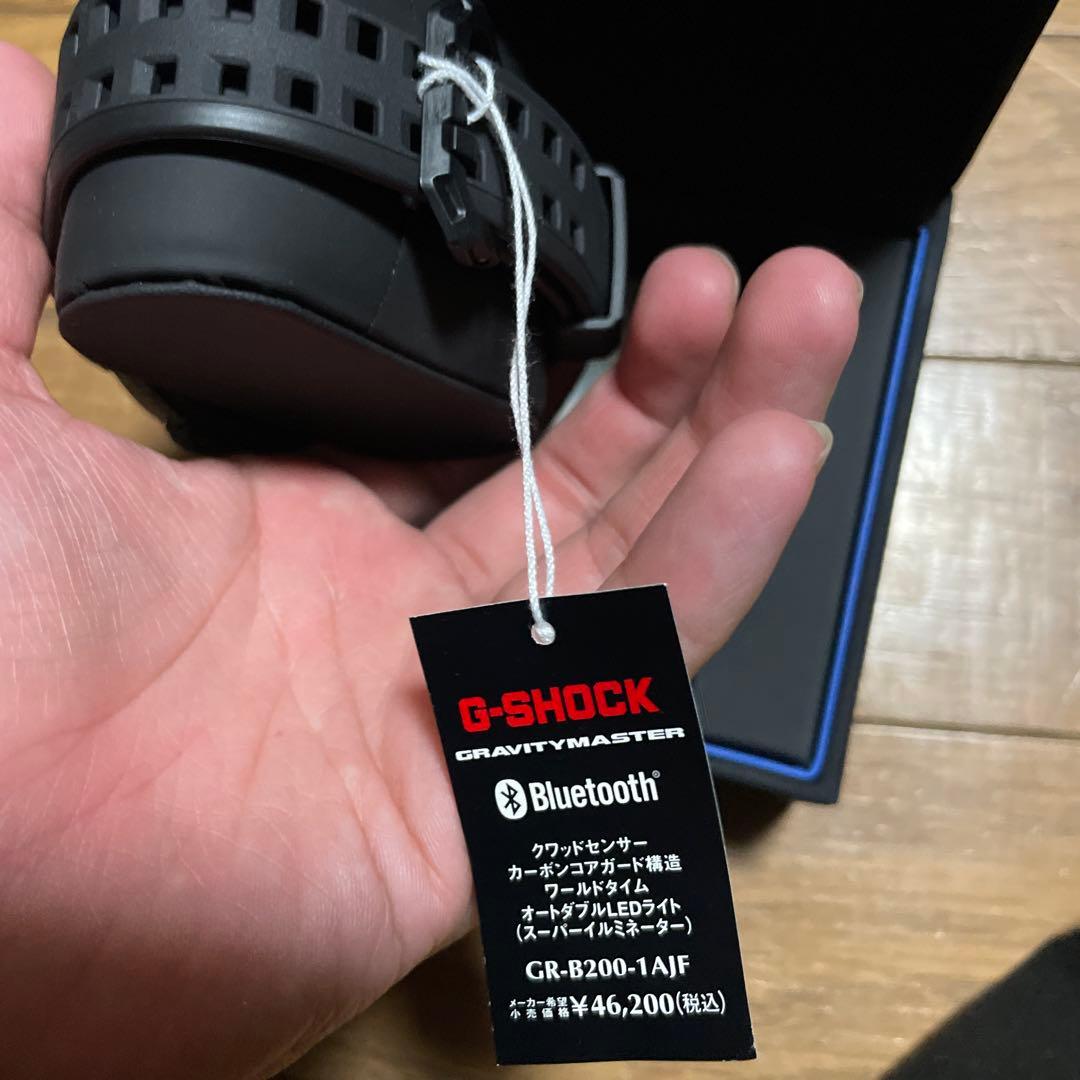 G-SHOCK
GRAVITYMASTER
Bluetooth®
クワッドセンサー
カーボンコアガード構造
ワールドタイム
オートダブルLEDライト
(スーパーイルミネーター)
GR-B200-1AJF
メーカー希望小売価格 ¥46,200(税込)